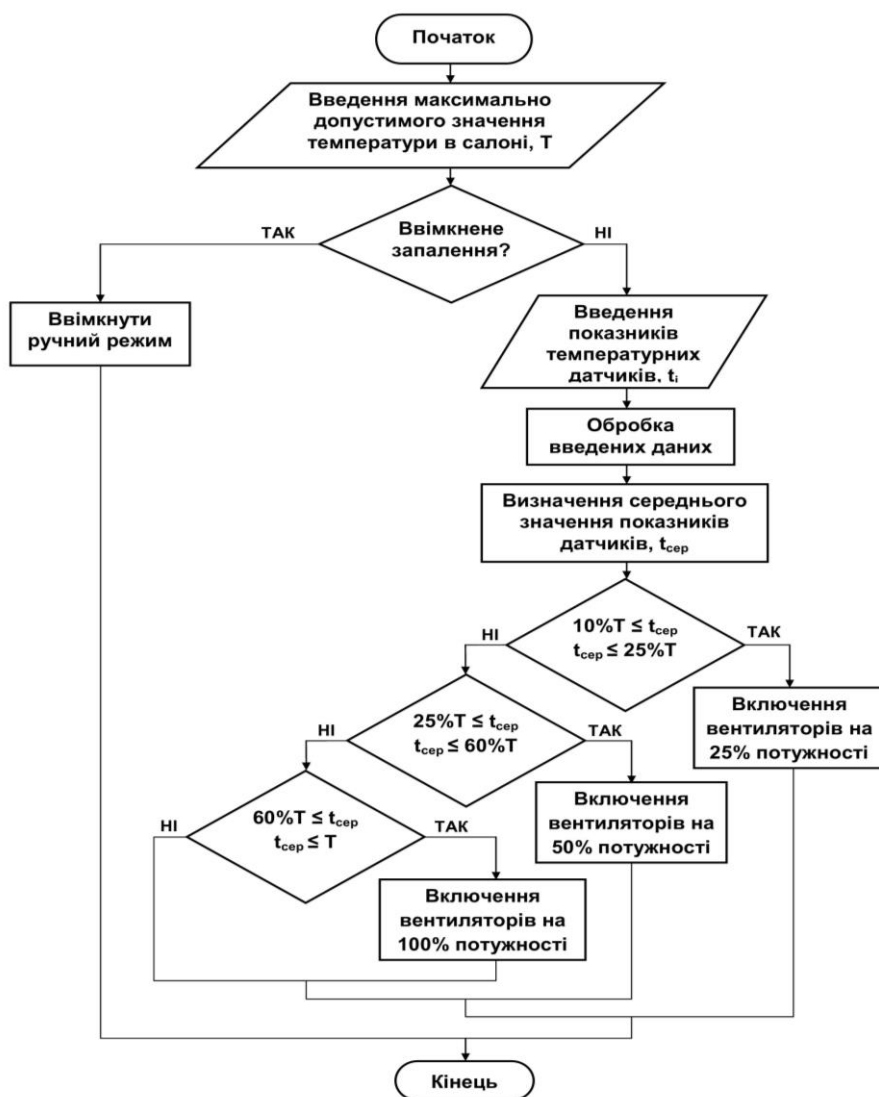 Початок
Введення максимально
допустимого значення
температури в салоні, Т
Ввімкнене
запалення?
ТАК
НІ
Ввімкнути
ручний режим
Введення
показників
температурних
датчиків, ti
Обробка
введених даних
Визначення середнього
значення показників
датчиків, tсер
10%T ≤ tсер
tсер ≤ 25%T
НІ
ТАК
Включення
вентиляторів на
25% потужності
25%T ≤ tсер
tсер ≤ 60%T
НІ
ТАК
Включення
вентиляторів на
50% потужності
60%T ≤ tсер
tсер ≤ T
НІ
ТАК
Включення
вентиляторів на
100% потужності
Кінець